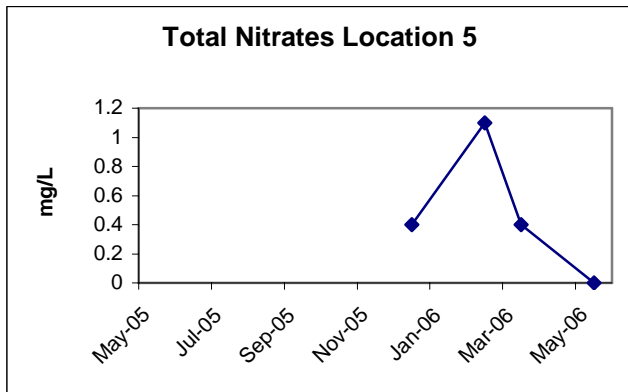 Total Nitrates Location 5
mg/L
1.2
1
0.8
0.6
0.4
0.2
0
May-05
Jul-05
Sep-05
Nov-05
Jan-06
Mar-06
May-06